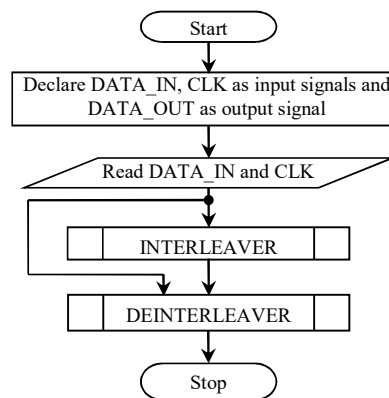 Start
Declare DATA_IN, CLK as input signals and
DATA_OUT as output signal
Read DATA_IN and CLK
INTERLEAVER
DEINTERLEAVER
Stop